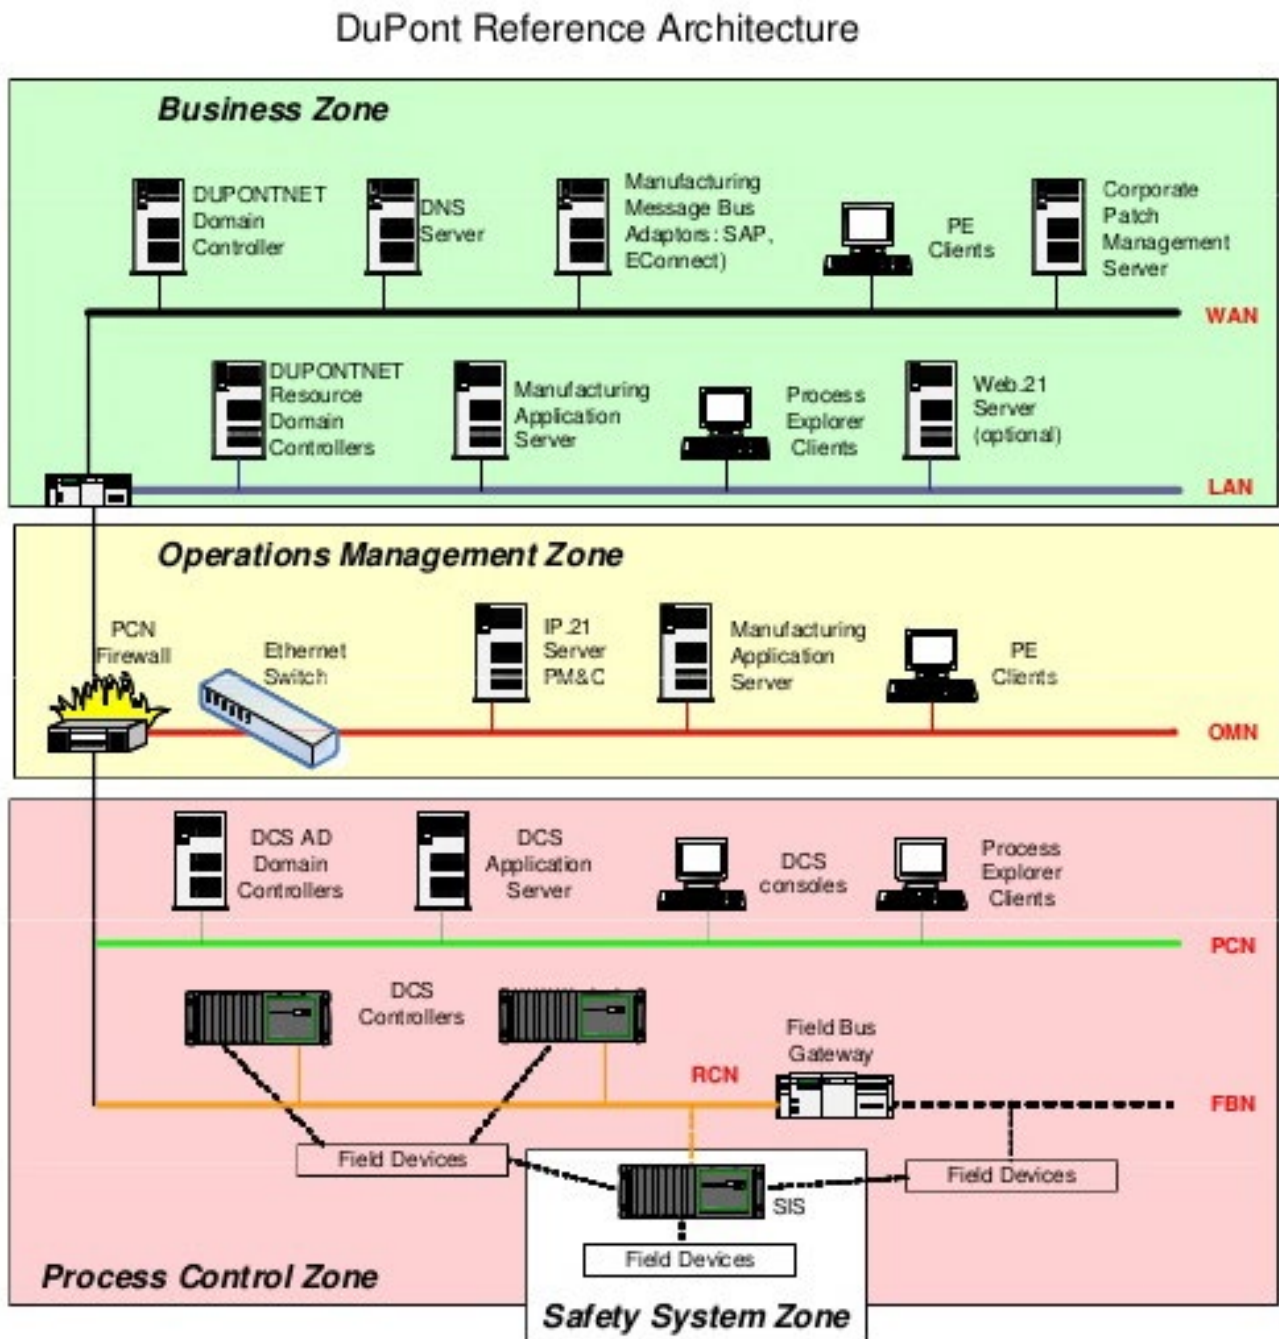 DuPont Reference Architecture
Business Zone
DUPONTNET
Domain
Controller
DNS
Server
Manufacturing
Message Bus
Adaptors: SAP,
EConnect)
PE
Clients
Corporate
Patch
Management
Server
WAN
DUPONTNET
Resource
Domain
Controllers
Manufacturing
Application
Server
Process
Explorer
Clients
Web.21
Server
(optional)
LAN
Operations Management Zone
PCN
Firewall
Ethernet
Switch
IP.21
Server
PM&C
Manufacturing
Application
Server
PE
Clients
OMN
DCS AD
Domain
Controllers
DCS
Application
Server
DCS
consoles
Process
Explorer
Clients
PCN
DCS
Controllers
Field Bus
Gateway
RCN
FBN
Field Devices
SIS
Field Devices
Field Devices
Process Control Zone
Safety System Zone